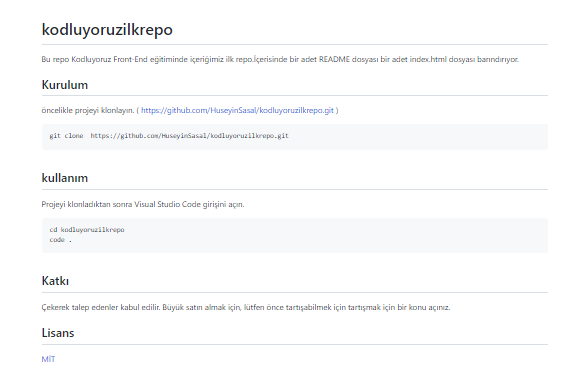 kodluyoruzilkrepo
Bu repo Kodluyoruz Front-End eğitiminde içeriğimiz ilk repo.İçerisinde bir adet README dosyası bir adet index.html dosyası barındırıyor.
Kurulum
öncelikle projeyi klonlayın. ( https://github.com/HuseyinSasal/kodluyoruzilkrepo.git )
git clone  https://github.com/HuseyinSasal/kodluyoruzilkrepo.git
kullanım
Projeyi klonladıktan sonra Visual Studio Code girişini açın.
cd kodluyoruzilkrepo
code .
Katkı
Çekerek talep edenler kabul edilir. Büyük satın almak için, lütfen önce tartışabilmek için tartışmak için bir konu açınız.
Lisans
MİT